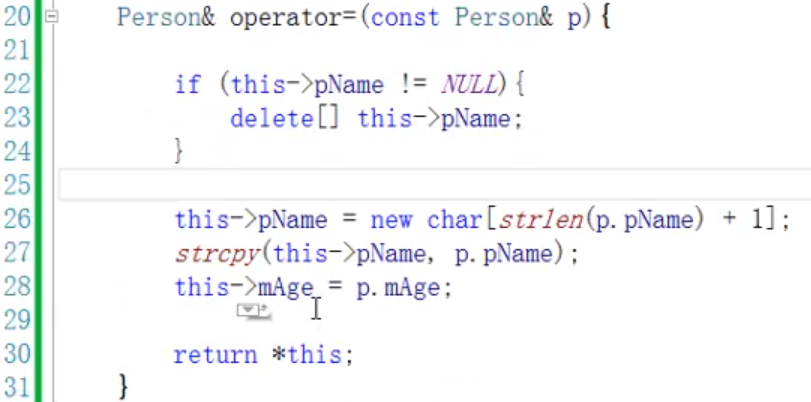 20 Person& operator=(const Person& p){
21
22 if (this->pName != NULL){
23 delete[] this->pName;
24 }
25
26 this->pName = new char[strlen(p.pName) + 1];
27 strcpy(this->pName, p.pName);
28 this->mAge = p.mAge;
29
30 return *this;
31 }